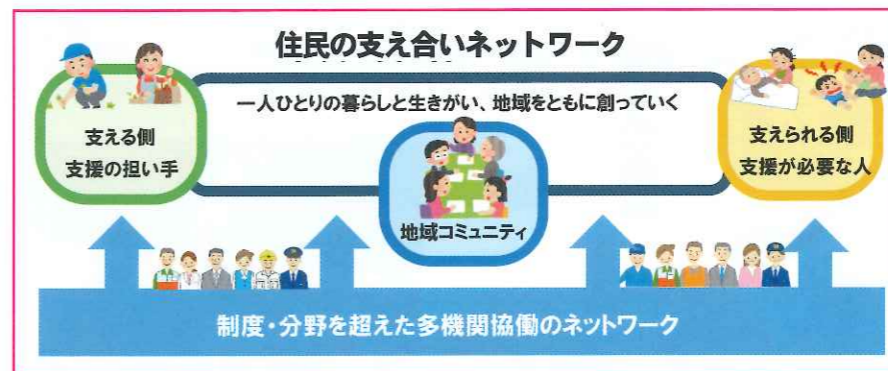 住民の支え合いネットワーク
一人ひとりの暮らしと生きがい、地域をともに創っていく
支える側
支援の担い手
支えられる側
支援が必要な人
地域コミュニティ
制度・分野を超えた多機関協働のネットワーク